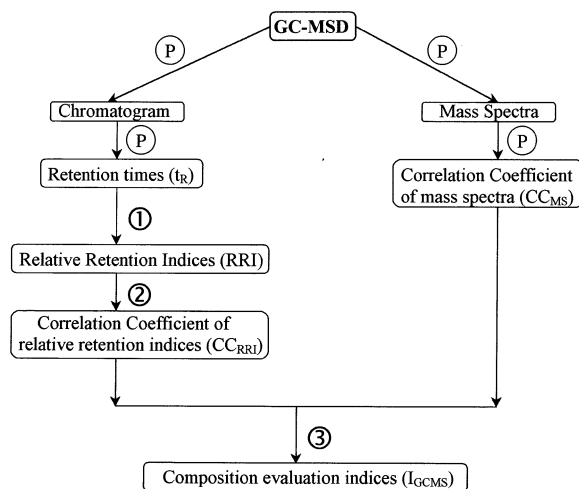 GC-MSD
P
P
Chromatogram
Mass Spectra
P
P
Retention times (tR)
Correlation Coefficient
of mass spectra (CCMS)
①
Relative Retention Indices (RRI)
②
Correlation Coefficient of
relative retention indices (CCRRI)
③
Composition evaluation indices (IGCMS)